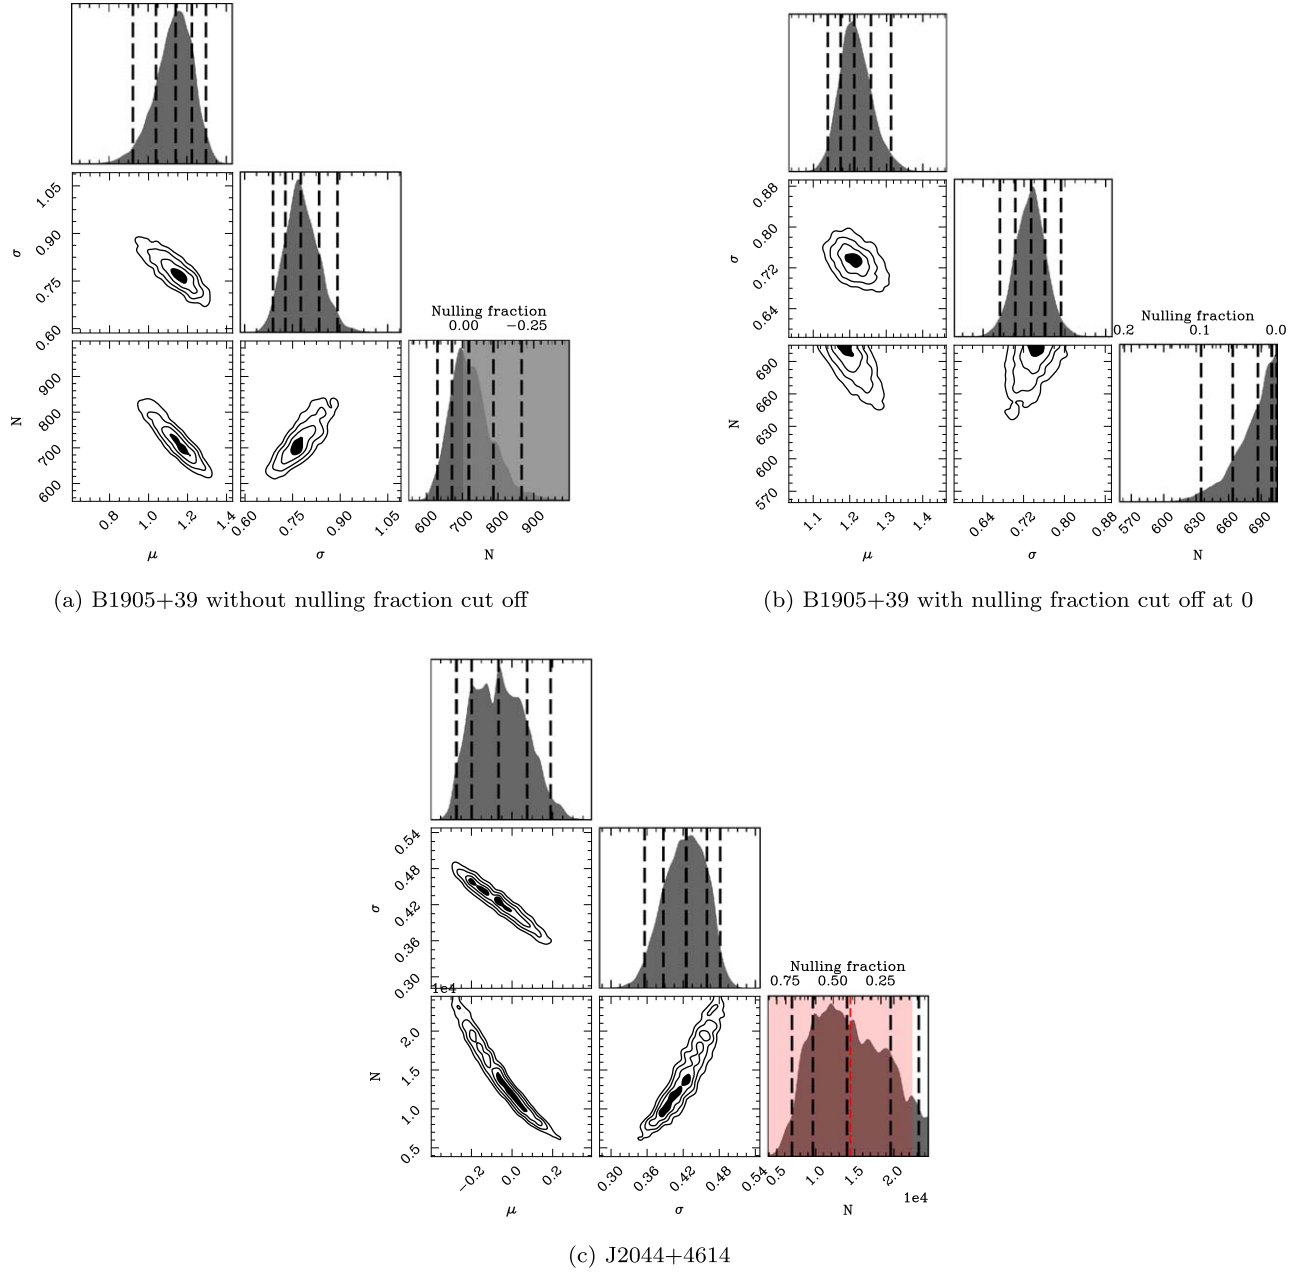 1.05
0.90
0.75
0.60
σ
Nulling fraction
0.00 −0.25
900
800
700
600
N
0.8 1.0 1.2 1.4
0.60 0.75 0.90 1.05
600 700 800 900
μ σ N
(a) B1905+39 without nulling fraction cut off
0.88
0.80
0.72
0.64
σ
Nulling fraction
0.2 0.1 0.0
690
660
630
600
570
N
1.1 1.2 1.3 1.4
0.64 0.72 0.80 0.88
570 600 630 660 690
μ σ N
(b) B1905+39 with nulling fraction cut off at 0
0.54
0.48
0.42
0.36
0.30
σ
Nulling fraction
0.75 0.50 0.25
1e4
2.0
1.5
1.0
0.5
N
−0.2 0.0 0.2
0.30 0.36 0.42 0.48 0.54
0.5 1.0 1.5 2.0
1e4
μ σ N
(c) J2044+4614